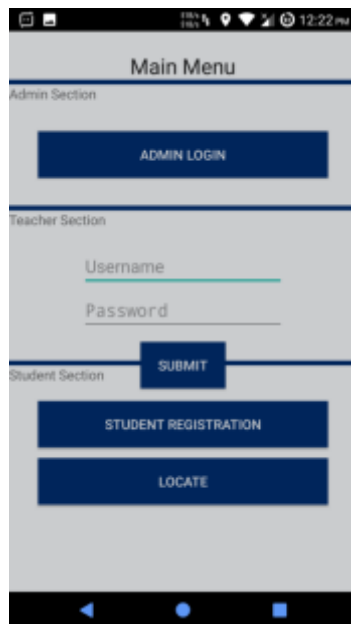 12:22 PM
Main Menu
Admin Section
ADMIN LOGIN
Teacher Section
Username
Password
SUBMIT
Student Section
STUDENT REGISTRATION
LOCATE